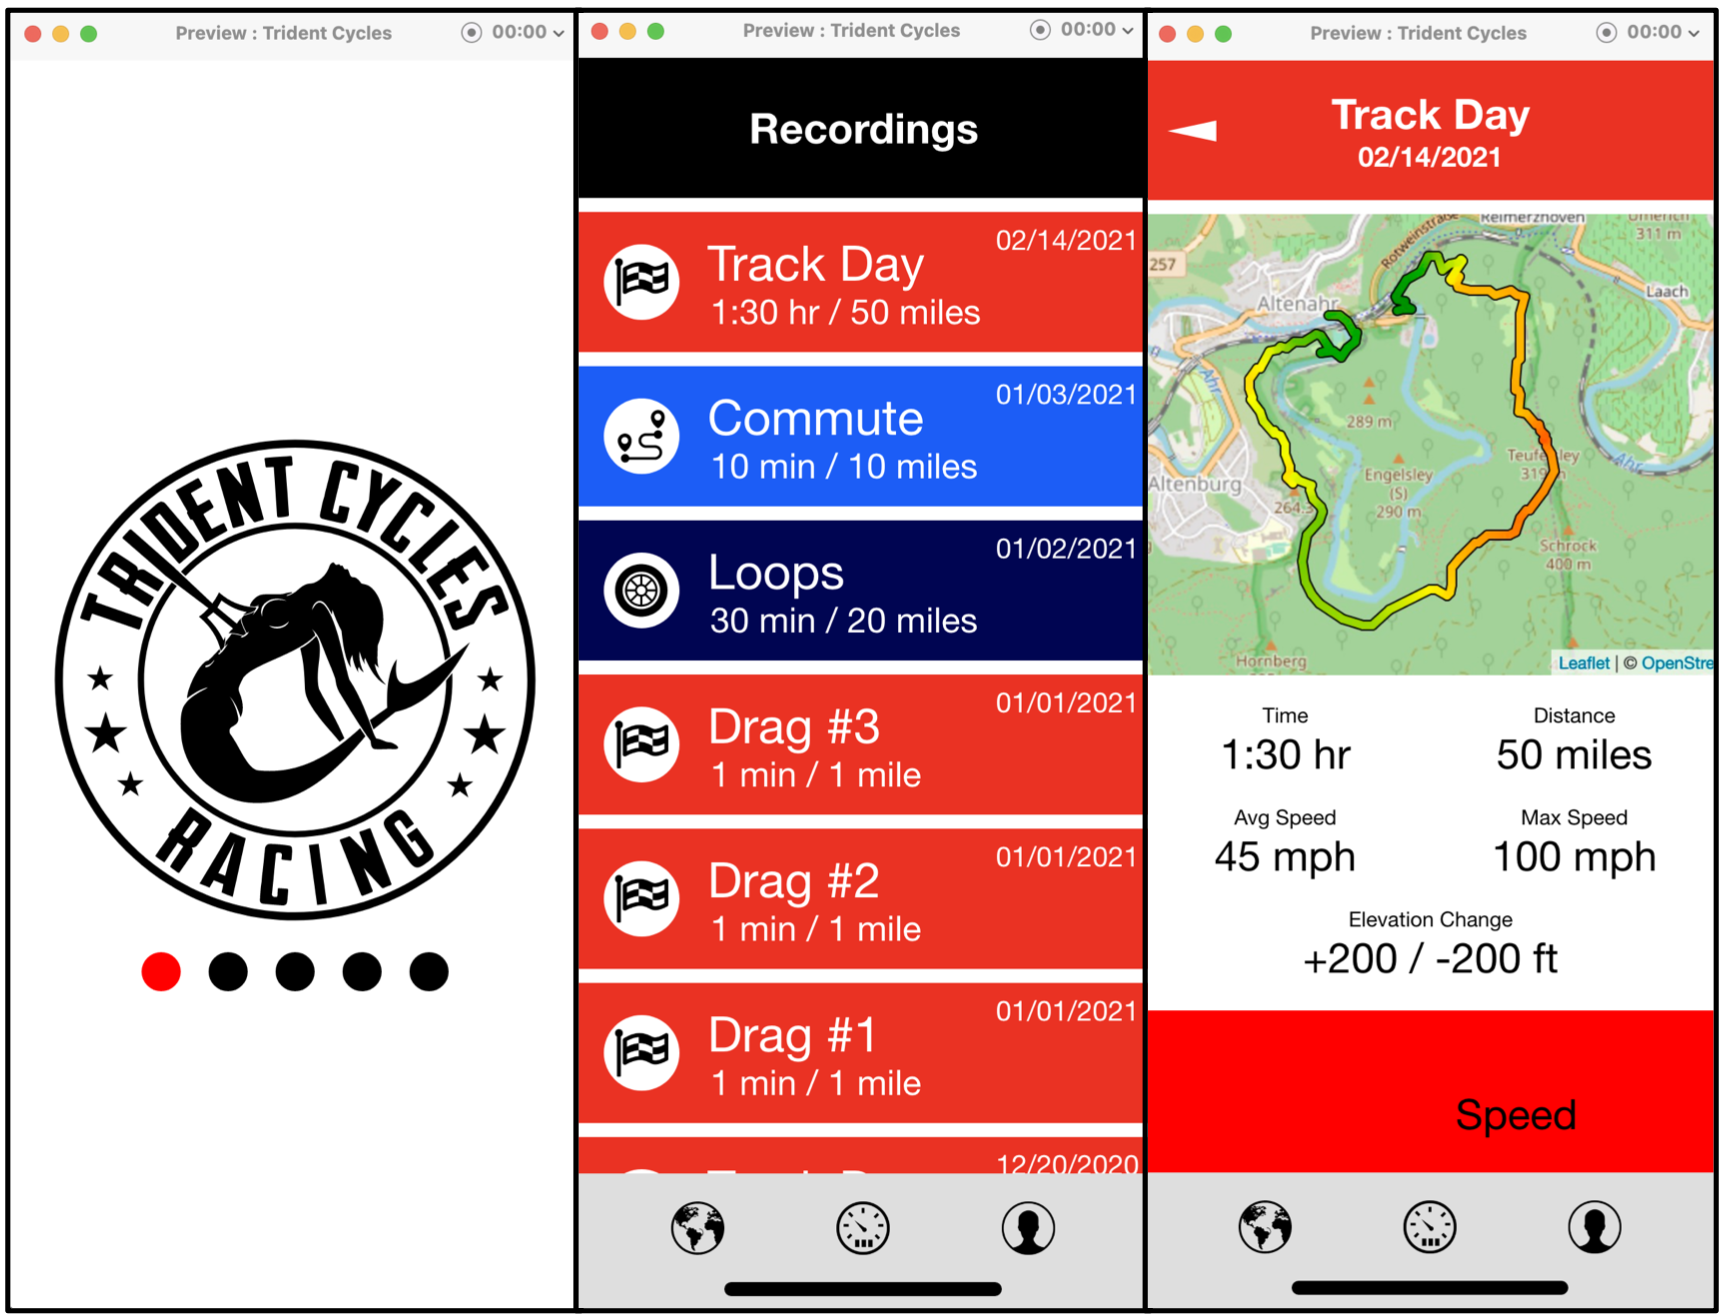 Preview : Trident Cycles
00:00
TRIDENT CYCLES
RACING
Preview : Trident Cycles
00:00
Recordings
02/14/2021
Track Day
1:30 hr / 50 miles
01/03/2021
Commute
10 min / 10 miles
01/02/2021
Loops
30 min / 20 miles
01/01/2021
Drag #3
1 min / 1 mile
01/01/2021
Drag #2
1 min / 1 mile
01/01/2021
Drag #1
1 min / 1 mile
12/20/2020
Preview : Trident Cycles
00:00
Track Day
02/14/2021
Reimerzhoven
Umerich
311 m
Rotweinstraße
257
Altenahr
Laach
Ahr
289 m
Teufelsley
319
Ahr
Engelsley
(S)
290 m
Altenburg
264.3
Schrock
400 m
Hornberg
Leaflet | © OpenStre
Time
1:30 hr
Distance
50 miles
Avg Speed
45 mph
Max Speed
100 mph
Elevation Change
+200 / -200 ft
Speed